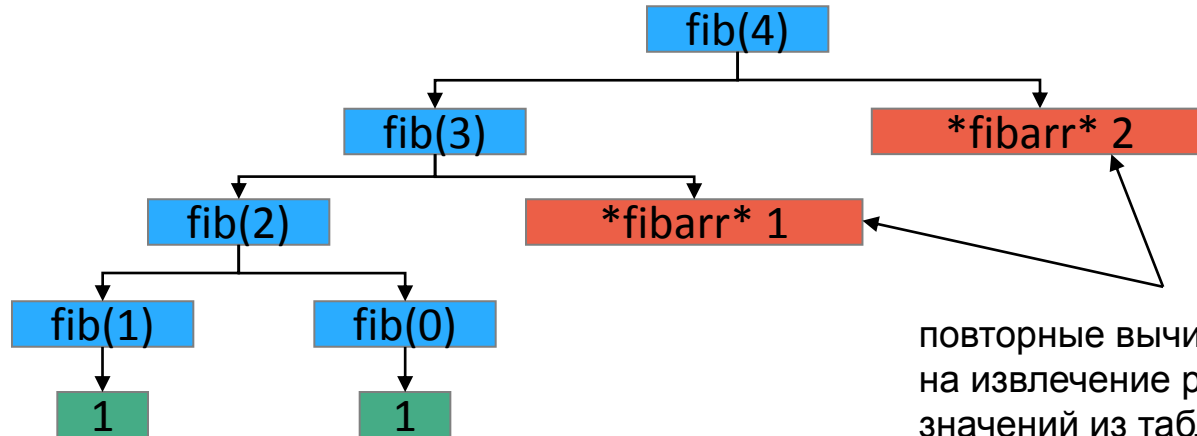 fib(4)
fib(3)
*fibarr* 2
fib(2)
*fibarr* 1
fib(1)
fib(0)
1
1
повторные
на извлечение
значений из